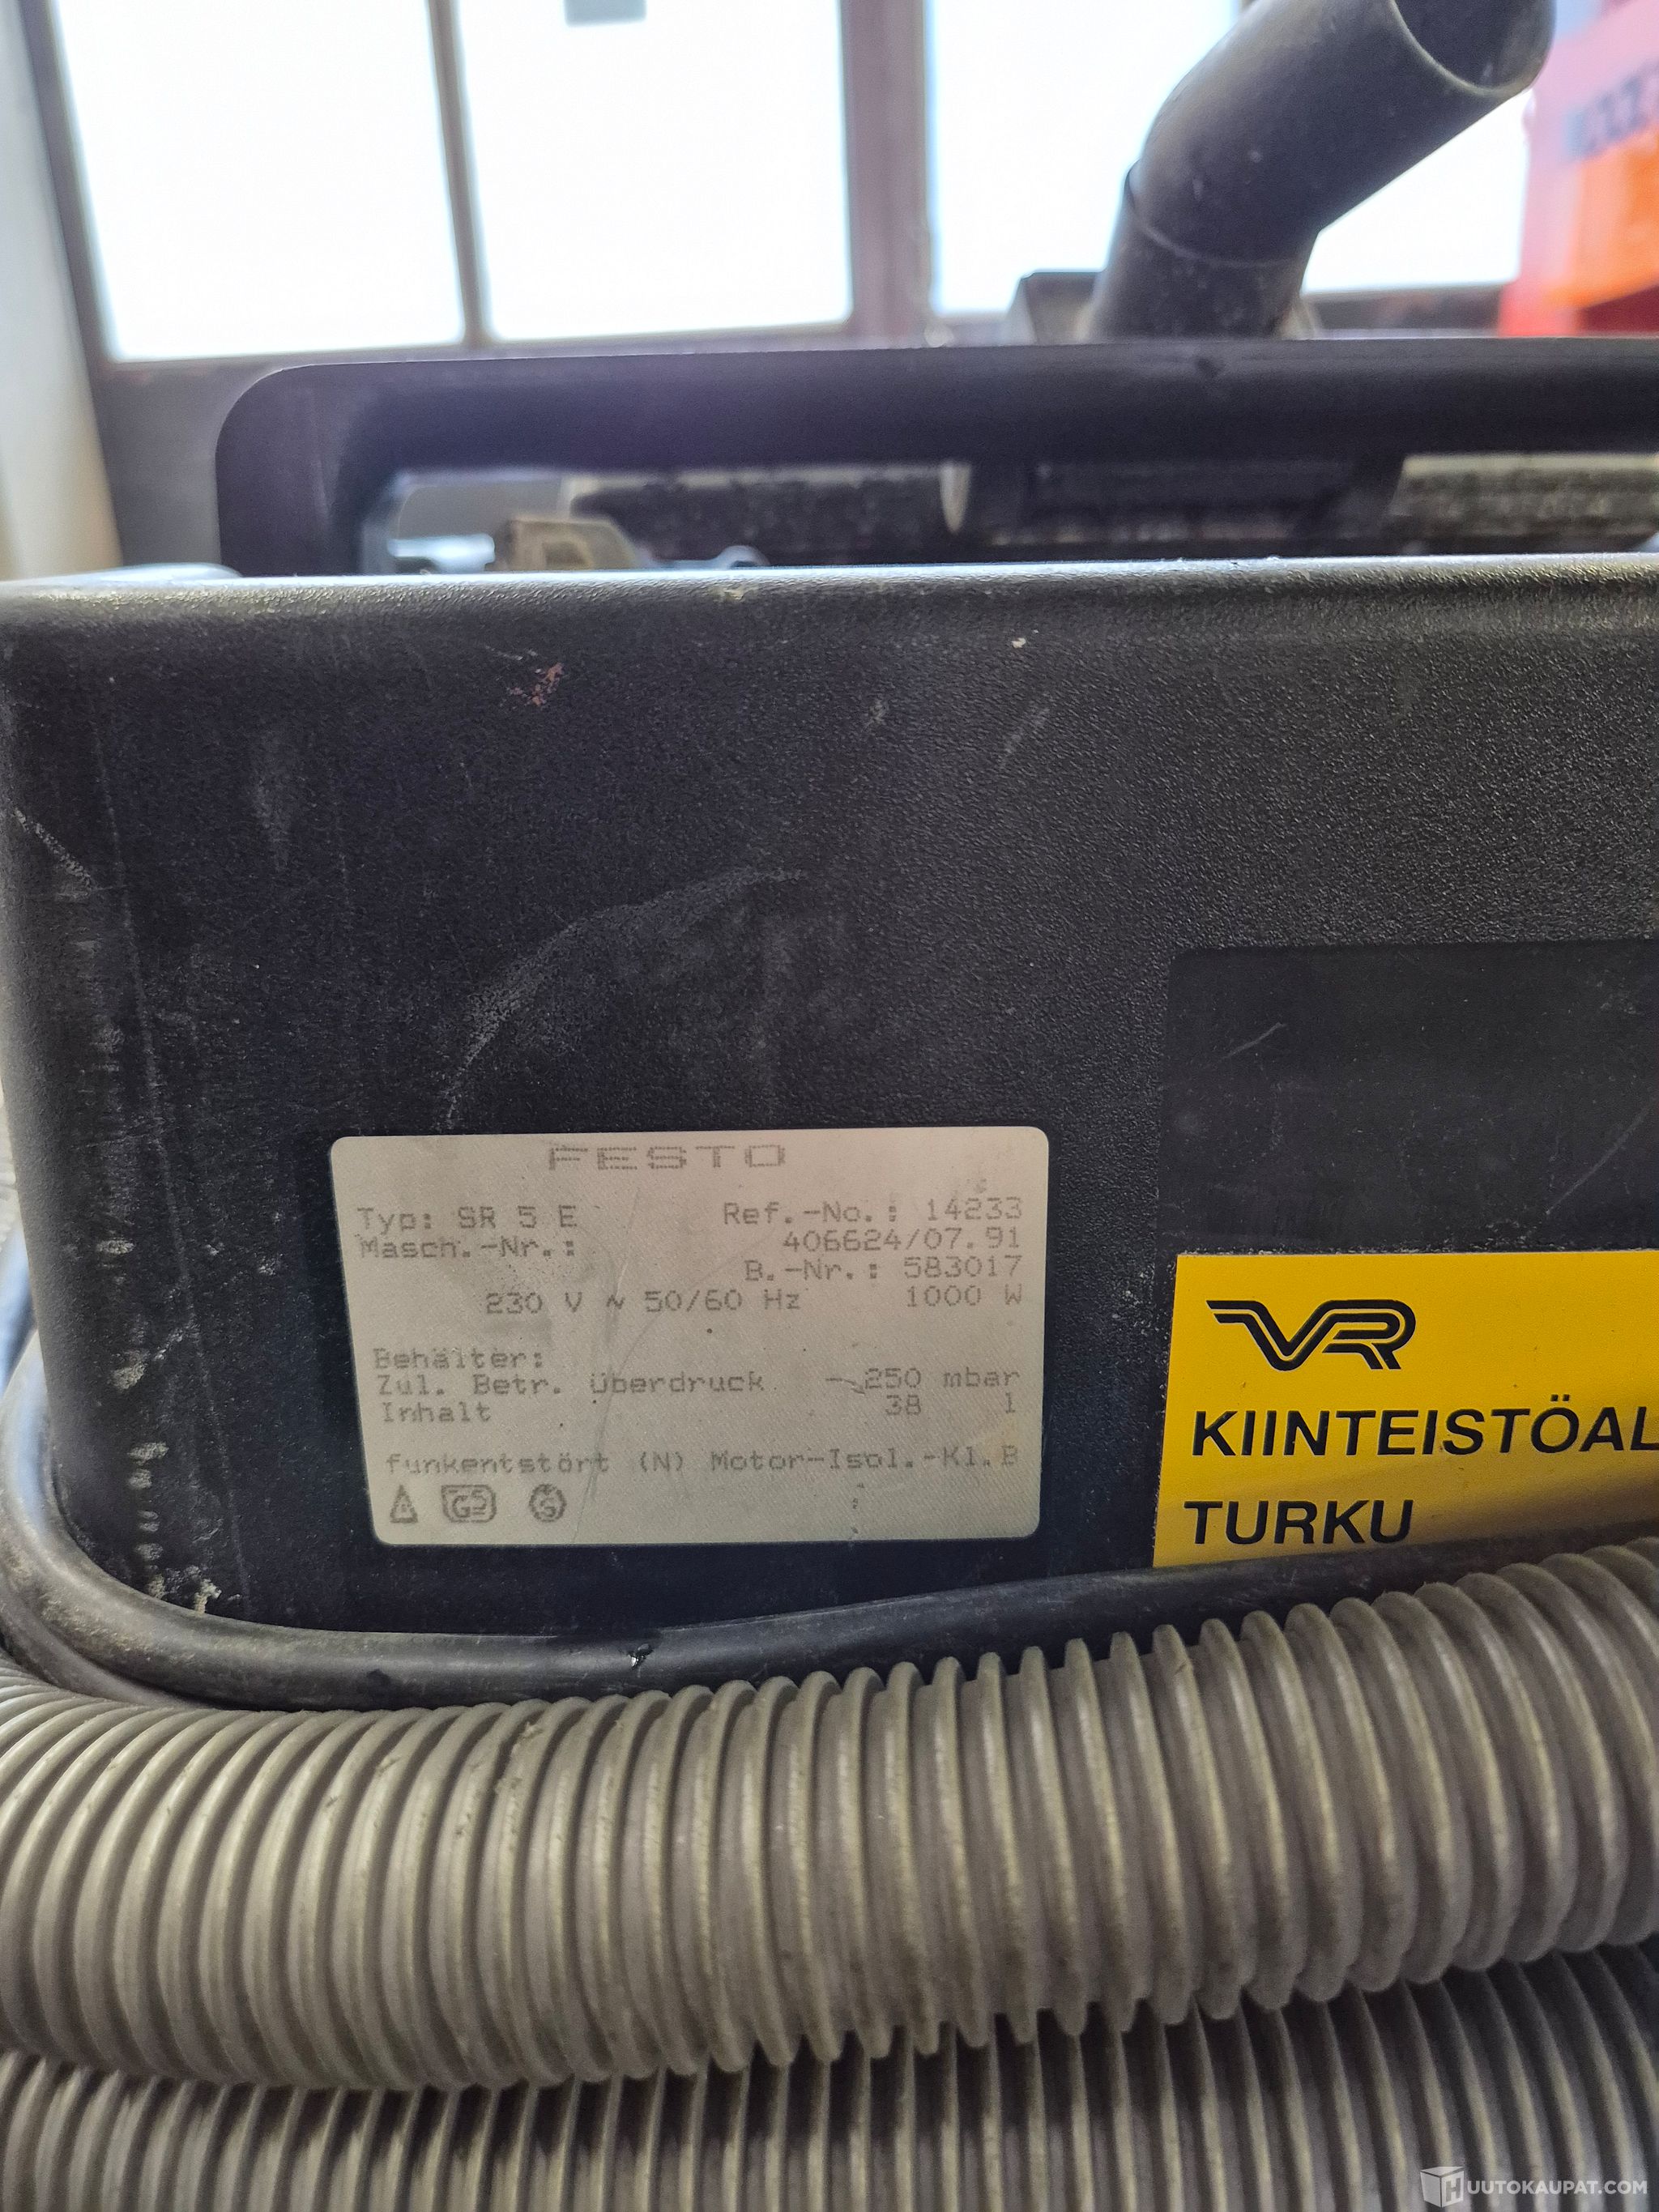 FESTO
Typ: SR 5 E Ref.-No.: 14233
Masch.-Nr.: 406624/07.91
B.-Nr.: 583017
230 V ~ 50/60 Hz 1000 W
Behälter:
Zul. Betr. überdruck - 250 mbar
Inhalt 38 l
funkentstört (N) Motor-Isol.-Kl.B
GS
S
VR
KIINTEISTÖAL
TURKU
HUUTOKAUPAT.COM